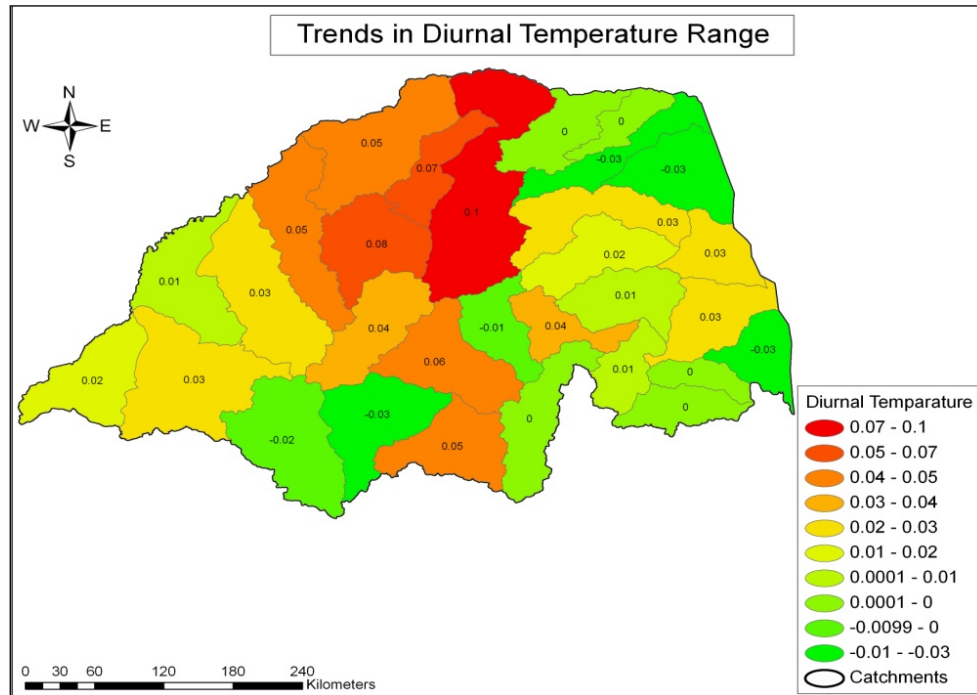 Trends in Diurnal Temperature Range
N
W E
S
0
0
0.05
-0.03
0.07
-0.03
0.1
0.03
0.05
0.08
0.03
0.02
0.01
0.03
0.01
0.04
-0.01
0.04
0.03
-0.03
0.06
0.01
0
0.02
0.03
0
-0.03
0
-0.02
0.05
Diurnal Temparature
0.07 - 0.1
0.05 - 0.07
0.04 - 0.05
0.03 - 0.04
0.02 - 0.03
0.01 - 0.02
0.0001 - 0.01
0.0001 - 0
-0.0099 - 0
-0.01 - -0.03
Catchments
0 15 30 60 120 180 240
Kilometers